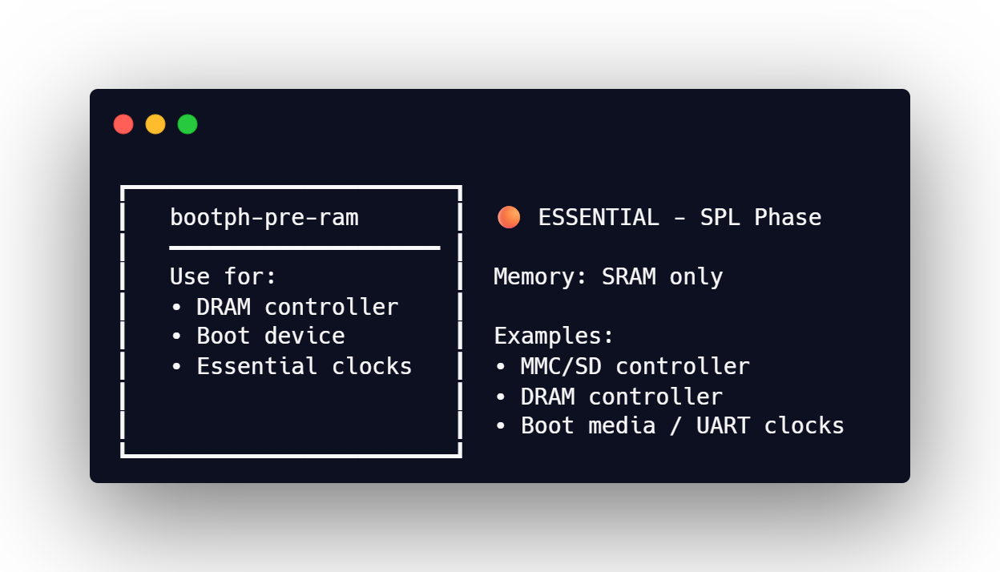 bootph-pre-ram
Use for:
• DRAM controller
• Boot device
• Essential clocks
ESSENTIAL - SPL Phase
Memory: SRAM only
Examples:
• MMC/SD controller
• DRAM controller
• Boot media / UART clocks